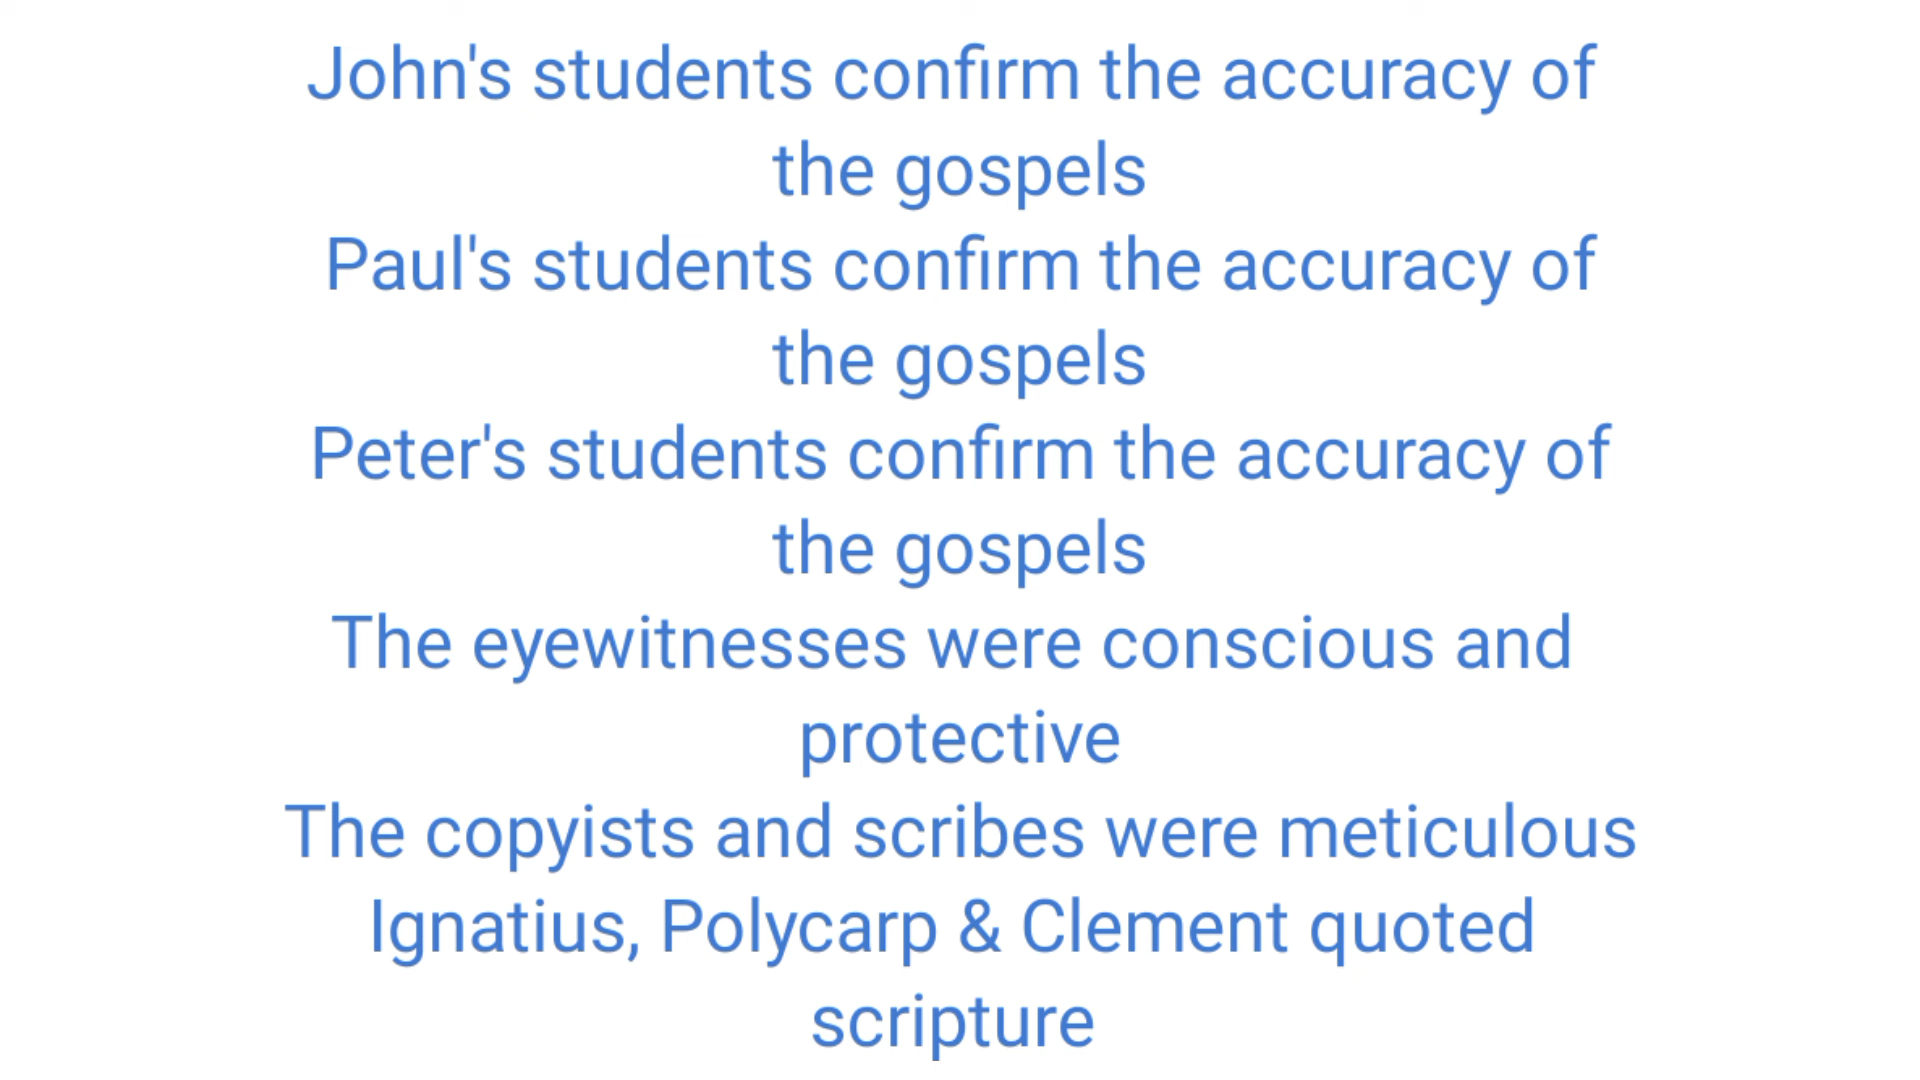 John's students confirm the accuracy of
the gospels
Paul's students confirm the accuracy of
the gospels
Peter's students confirm the accuracy of
the gospels
The eyewitnesses were conscious and
protective
The copyists and scribes were meticulous
Ignatius, Polycarp & Clement quoted
scripture